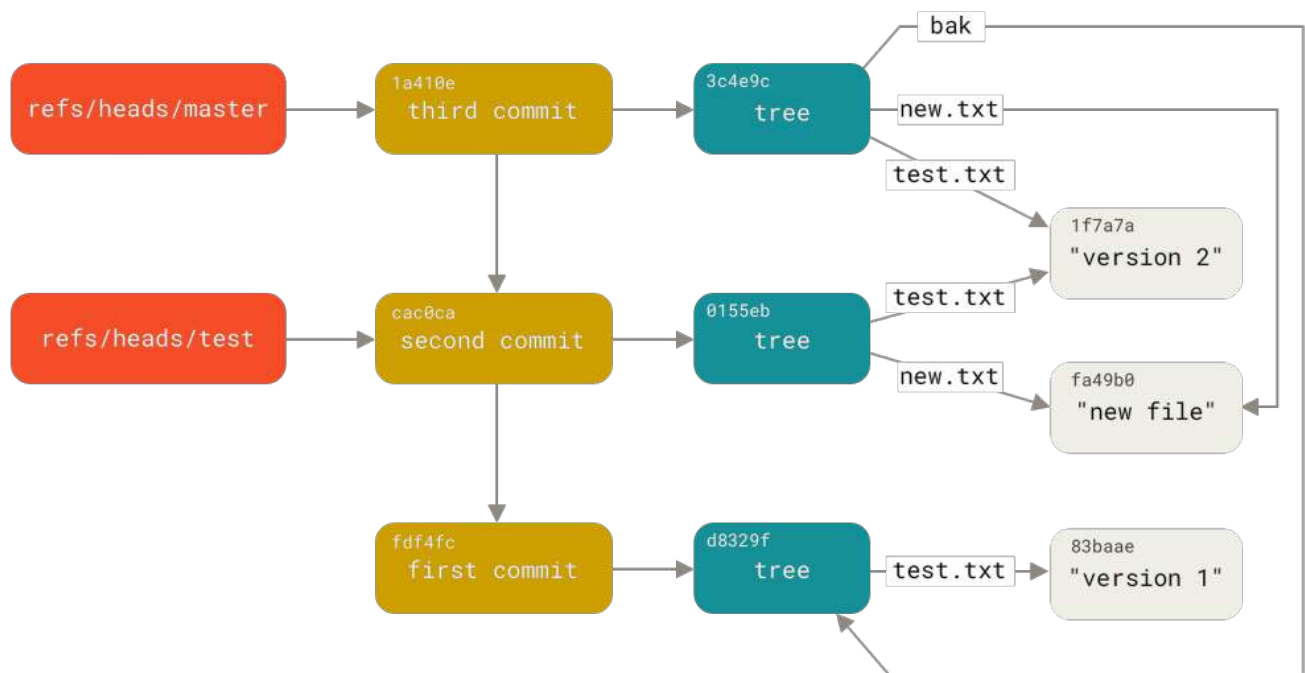 bak
refs/heads/master
1a410e
third commit
3c4e9c
tree
new.txt
test.txt
1f7a7a
"version 2"
refs/heads/test
cac0ca
second commit
0155eb
tree
test.txt
new.txt
fa49b0
"new file"
fdf4fc
first commit
d8329f
tree
test.txt
83baae
"version 1"